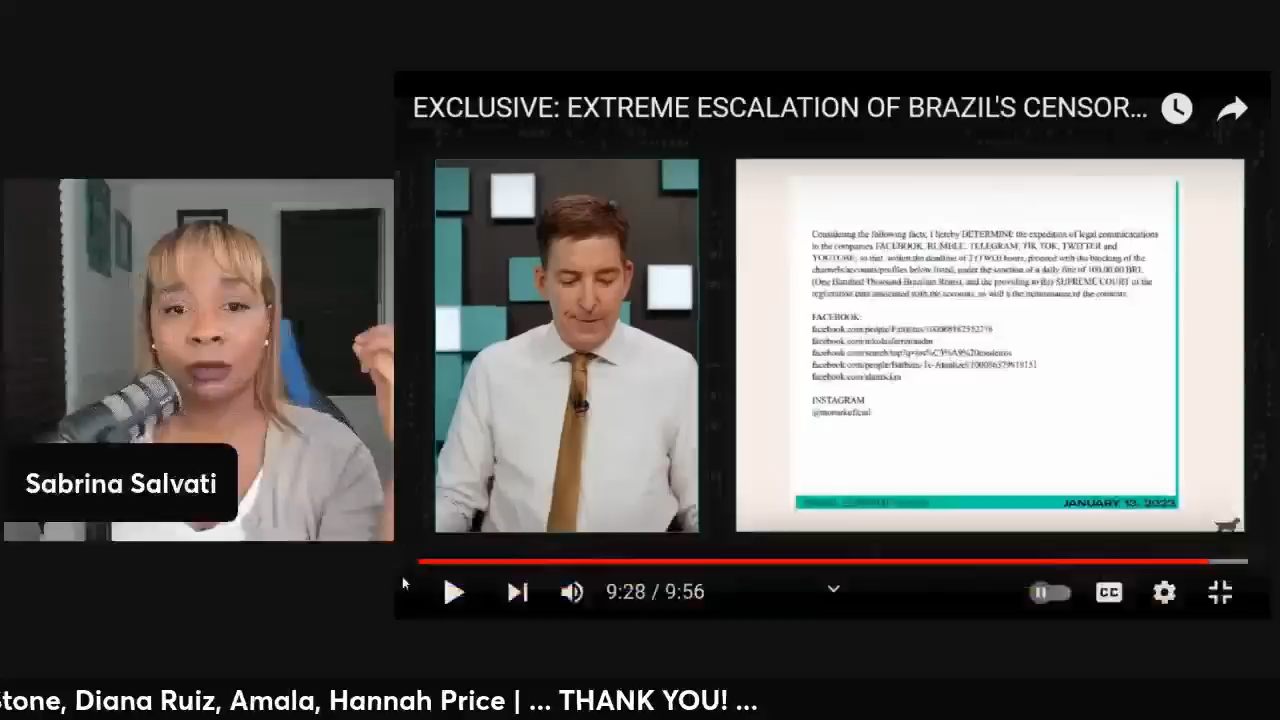 EXCLUSIVE: EXTREME ESCALATION OF BRAZIL'S CENSOR...
Considering the following facts, I hereby DETERMINE the expedition of legal communications
to the companies FACEBOOK, RUMBLE, TELEGRAM, TIK TOK, TWITTER and
YOUTUBE, so that, within the deadline of 2 (TWO) hours, proceed with the blocking of the
channels/accounts/profiles below listed, under the sanction of a daily fine of 100,00.00 BRL
(One Hundred Thousand Brazilian Reais), and the providing to this SUPREME COURT of the
registration data associated with the accounts, as well as the maintenance of the contents.
FACEBOOK:
INSTAGRAM
JANUARY 13, 2023
Sabrina Salvati
9:28 / 9:56
CC
Stone, Diana Ruiz, Amala, Hannah Price | ... THANK YOU! ...